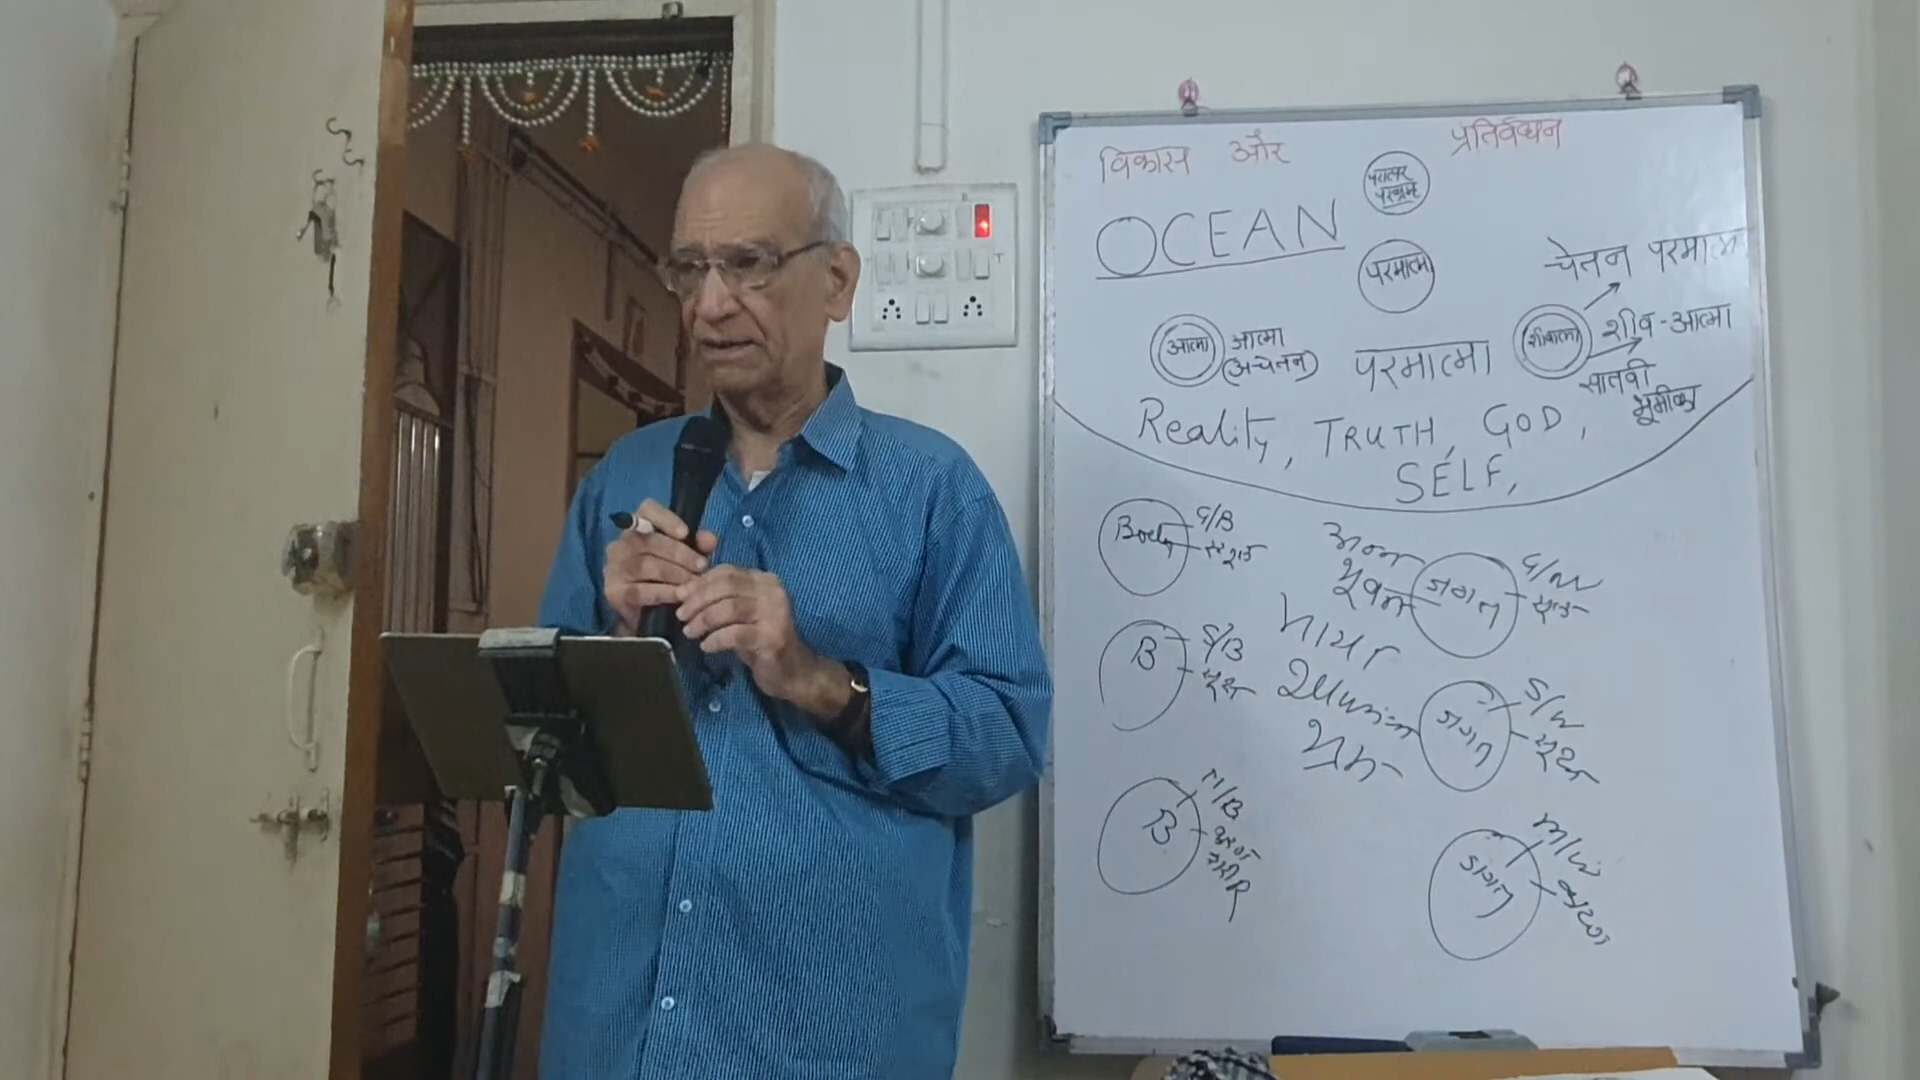 विकास और प्रतिर्वधन
परात्पर
परब्रह्म
OCEAN
परमात्मा
चेतन परमात्मा
आत्मा
आत्मा
(अचेतन)
परमात्मा
शीवात्मा
शीव-आत्मा
सातवी
भूमीका
Reality, TRUTH, GOD,
SELF,
Body
G/B
जगत
G/W
माया
B
S/B
Illusion
जगत
S/W
भ्रम
B
M/B
जगत
M/W